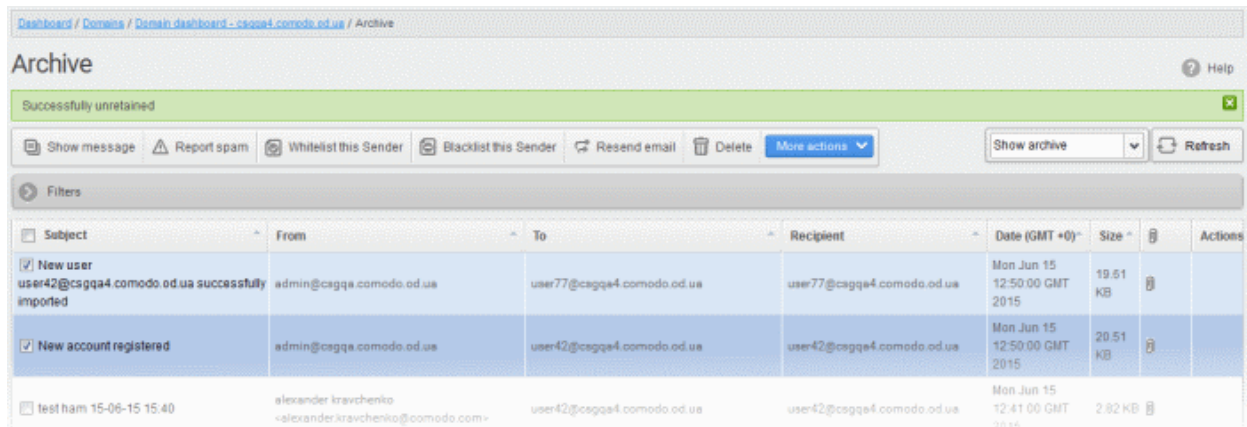 Dashboard / Domains / Domain dashboard - csgqa4.comodo.od.ua / Archive
Archive
Help
Successfully unretained
Show message Report spam Whitelist this Sender Blacklist this Sender Resend email Delete More actions Show archive Refresh
Filters
Subject From To Recipient Date (GMT +0) Size Actions
New user
user42@csgqa4.comodo.od.ua successfully
imported
admin@csgqa.comodo.od.ua
user77@csgqa4.comodo.od.ua
user77@csgqa4.comodo.od.ua
Mon Jun 15
12:50:00 GMT
2015
19.61
KB
New account registered
admin@csgqa.comodo.od.ua
user42@csgqa4.comodo.od.ua
user42@csgqa4.comodo.od.ua
Mon Jun 15
12:50:00 GMT
2015
20.51
KB
test ham 15-06-15 15:40
alexander kravchenko
<alexander.kravchenko@comodo.com>
user42@csgqa4.comodo.od.ua
user42@csgqa4.comodo.od.ua
Mon Jun 15
12:41:00 GMT
2015
2.82 KB